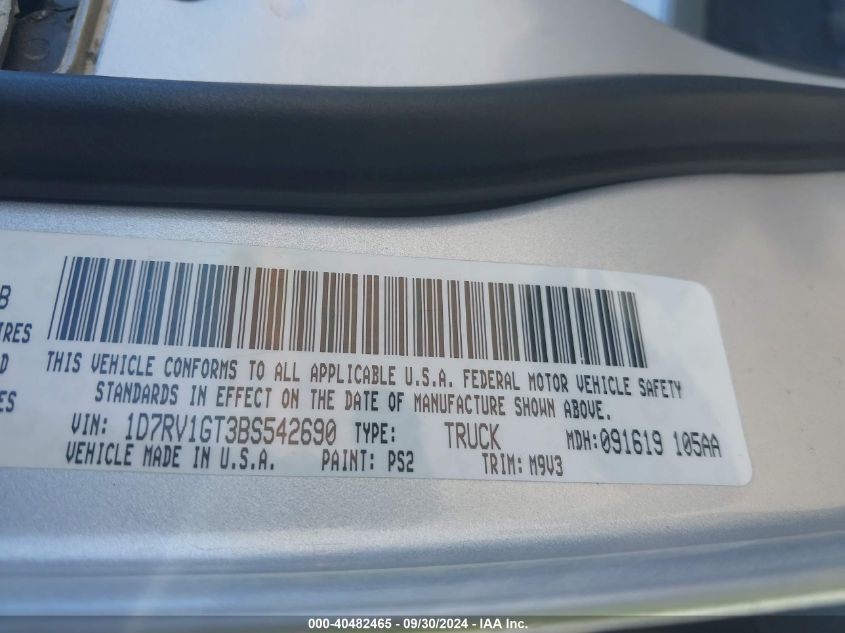 B
IRES
D
ES
THIS VEHICLE CONFORMS TO ALL APPLICABLE U.S.A. FEDERAL MOTOR VEHICLE SAFETY
STANDARDS IN EFFECT ON THE DATE OF MANUFACTURE SHOWN ABOVE.
VIN: 1D7RV1GT3BS542690 TYPE: TRUCK MDH:091619 105AA
VEHICLE MADE IN U.S.A. PAINT: PS2 TRIM: M9V3
000-40482465 - 09/30/2024 - IAA Inc.